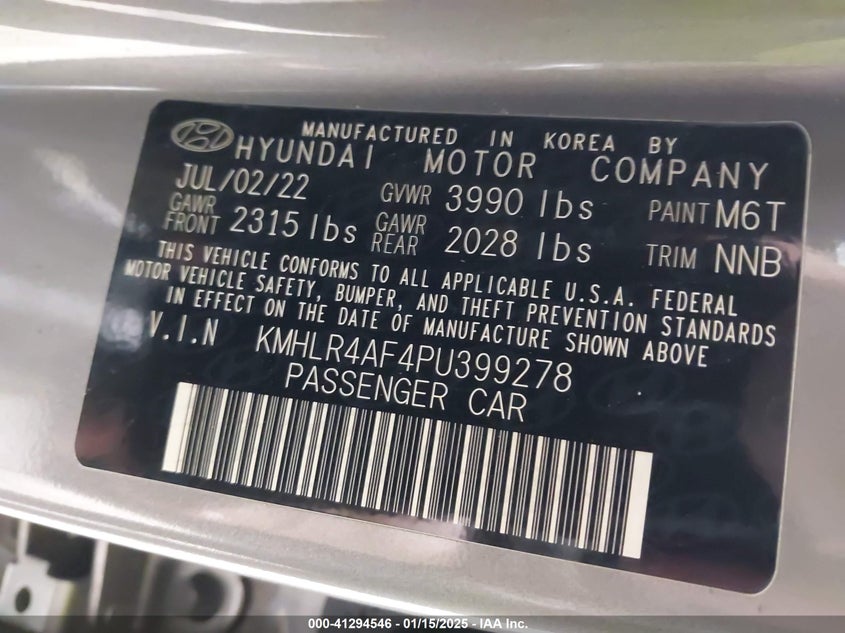 MANUFACTURED IN KOREA BY
HYUNDAI MOTOR COMPANY
JUL/02/22 GVWR 3990 lbs PAINT M6T
GAWR FRONT 2315 lbs GAWR REAR 2028 lbs TRIM NNB
THIS VEHICLE CONFORMS TO ALL APPLICABLE U.S.A. FEDERAL
MOTOR VEHICLE SAFETY, BUMPER, AND THEFT PREVENTION STANDARDS
IN EFFECT ON THE DATE OF MANUFACTURE SHOWN ABOVE
V.I.N KMHLR4AF4PU399278
PASSENGER CAR
000-41294546 - 01/15/2025 - IAA Inc.